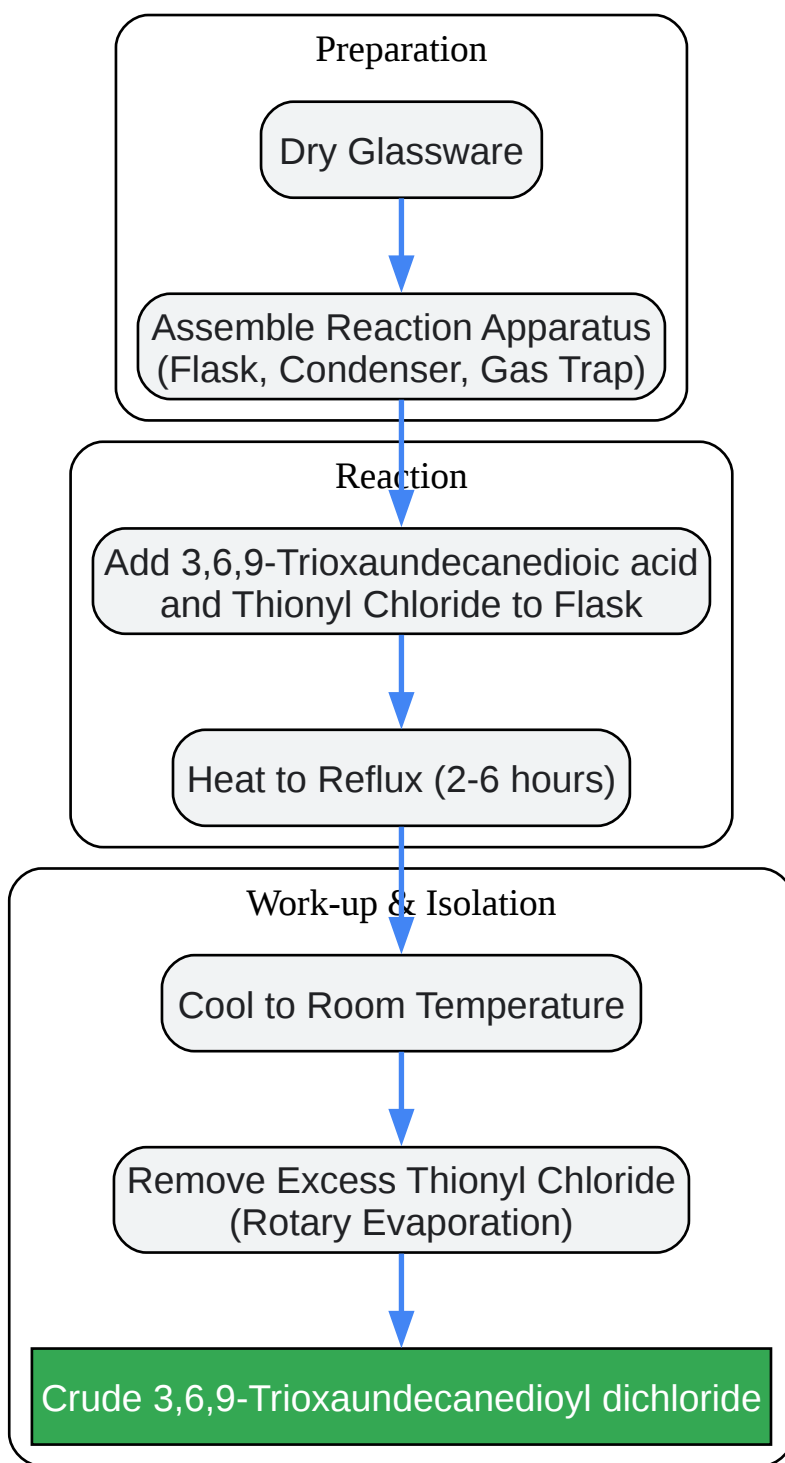 Preparation
Dry Glassware
Assemble Reaction Apparatus
(Flask, Condenser, Gas Trap)
Reaction
Add 3,6,9-Trioxaundecanedioic acid
and Thionyl Chloride to Flask
Heat to Reflux (2-6 hours)
Work-up & Isolation
Cool to Room Temperature
Remove Excess Thionyl Chloride
(Rotary Evaporation)
Crude 3,6,9-Trioxaundecanedioyl dichloride